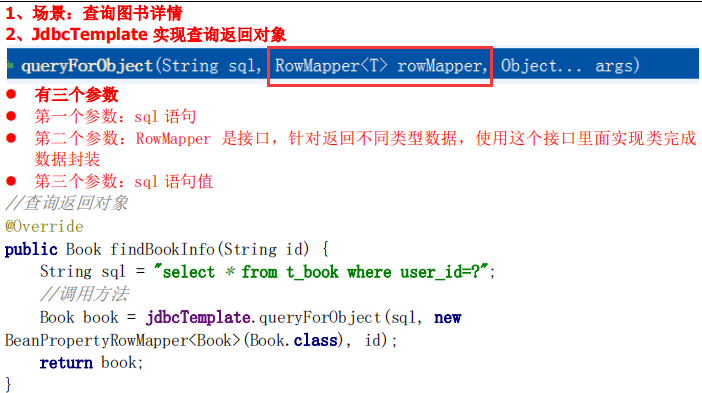 1、场景：查询图书详情
2、JdbcTemplate 实现查询返回对象
queryForObject(String sql, RowMapper<T> rowMapper, Object... args)
● 有三个参数
● 第一个参数：sql 语句
● 第二个参数：RowMapper 是接口，针对返回不同类型数据，使用这个接口里面实现类完成
数据封装
● 第三个参数：sql 语句值
//查询返回对象
@Override
public Book findBookInfo(String id) {
    String sql = "select * from t_book where user_id=?";
    //调用方法
    Book book = jdbcTemplate.queryForObject(sql, new
BeanPropertyRowMapper<Book>(Book.class), id);
    return book;
}